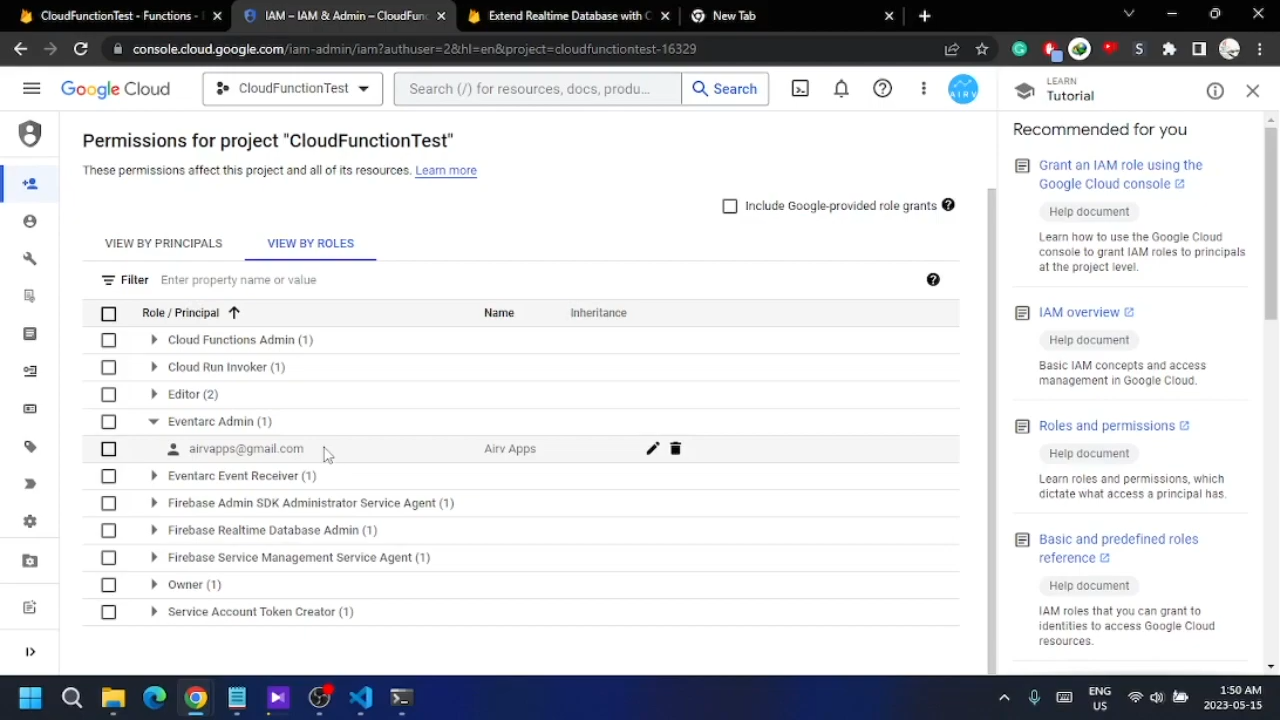 CloudFunctionTest - Functions -
IAM – IAM & Admin – CloudFunc
Extend Realtime Database with C
New Tab
console.cloud.google.com/iam-admin/iam?authuser=2&hl=en&project=cloudfunctiontest-16329
S
Google Cloud
CloudFunctionTest
Search (/) for resources, docs, produ...
Search
AIRV
LEARN
Tutorial
Permissions for project "CloudFunctionTest"
These permissions affect this project and all of its resources. Learn more
Include Google-provided role grants
VIEW BY PRINCIPALS
VIEW BY ROLES
Filter
Enter property name or value
Role / Principal
Name
Inheritance
Cloud Functions Admin (1)
Cloud Run Invoker (1)
Editor (2)
Eventarc Admin (1)
airvapps@gmail.com
Airv Apps
Eventarc Event Receiver (1)
Firebase Admin SDK Administrator Service Agent (1)
Firebase Realtime Database Admin (1)
Firebase Service Management Service Agent (1)
Owner (1)
Service Account Token Creator (1)
Recommended for you
Grant an IAM role using the
Google Cloud console
Help document
Learn how to use the Google Cloud
console to grant IAM roles to principals
at the project level.
IAM overview
Help document
Basic IAM concepts and access
management in Google Cloud.
Roles and permissions
Help document
Learn roles and permissions, which
dictate what access a principal has.
Basic and predefined roles
reference
Help document
IAM roles that you can grant to
identities to access Google Cloud
resources.
ENG
US
1:50 AM
2023-05-15